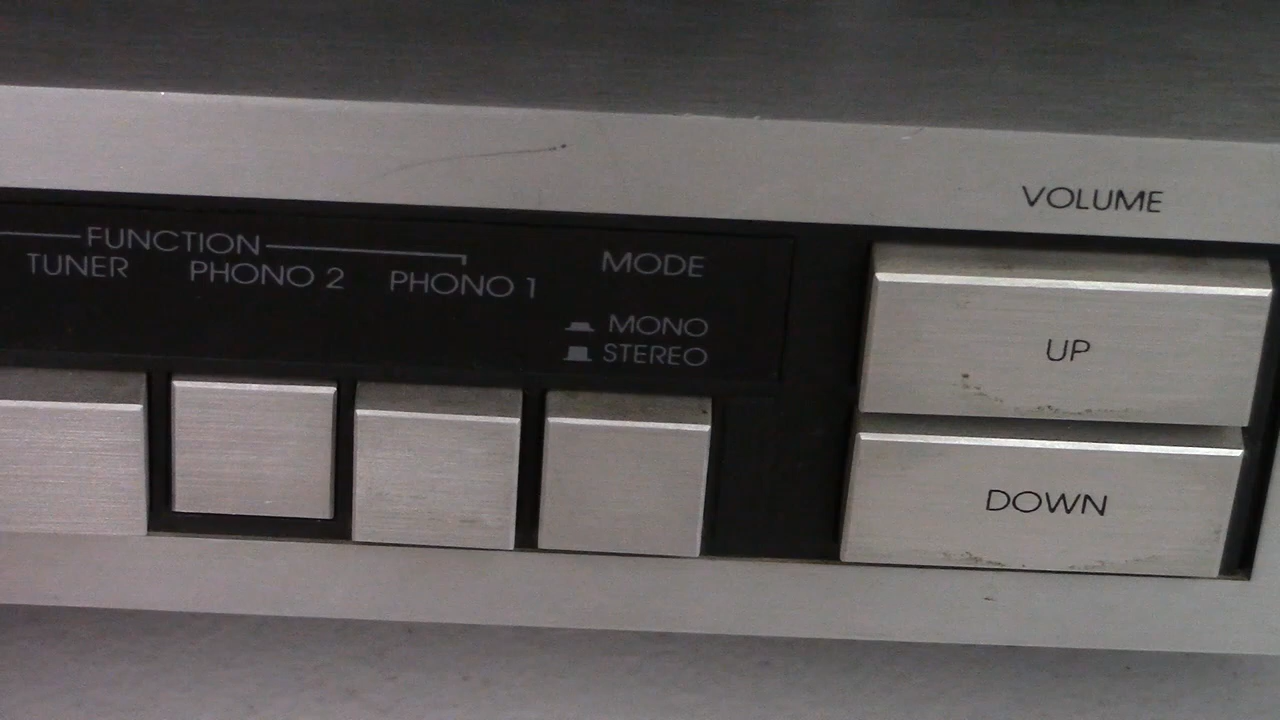 VOLUME
FUNCTION
TUNER PHONO 2 PHONO 1
MODE
MONO
STEREO
UP
DOWN